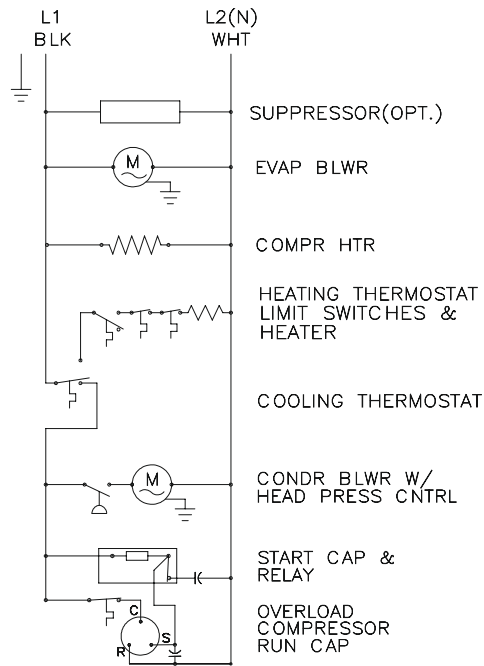 L1
BLK
L2(N)
WHT
SUPPRESSOR(OPT.)
M
EVAP BLWR
COMPR HTR
HEATING THERMOSTAT
LIMIT SWITCHES &
HEATER
COOLING THERMOSTAT
M
CONDR BLWR W/
HEAD PRESS CNTRL
START CAP &
RELAY
C
S
R
OVERLOAD
COMPRESSOR
RUN CAP